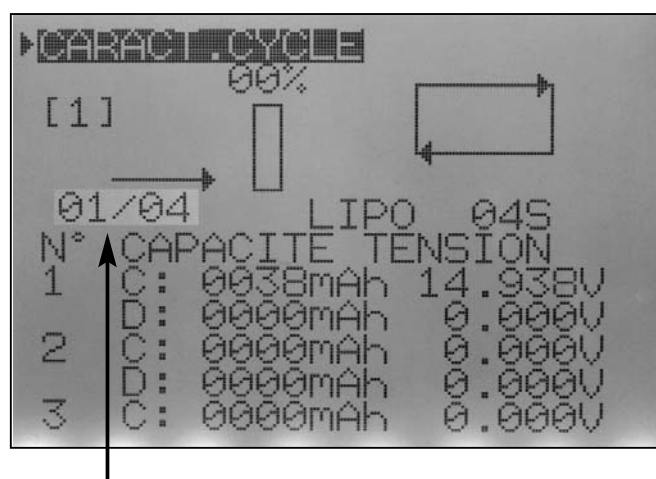 CARACT.CYCLE
00%
[1]
01/04 LIPO 04S
N° CAPACITE TENSION
1 C: 0038mAh 14.938V
D: 0000mAh 0.000V
2 C: 0000mAh 0.000V
D: 0000mAh 0.000V
3 C: 0000mAh 0.000V